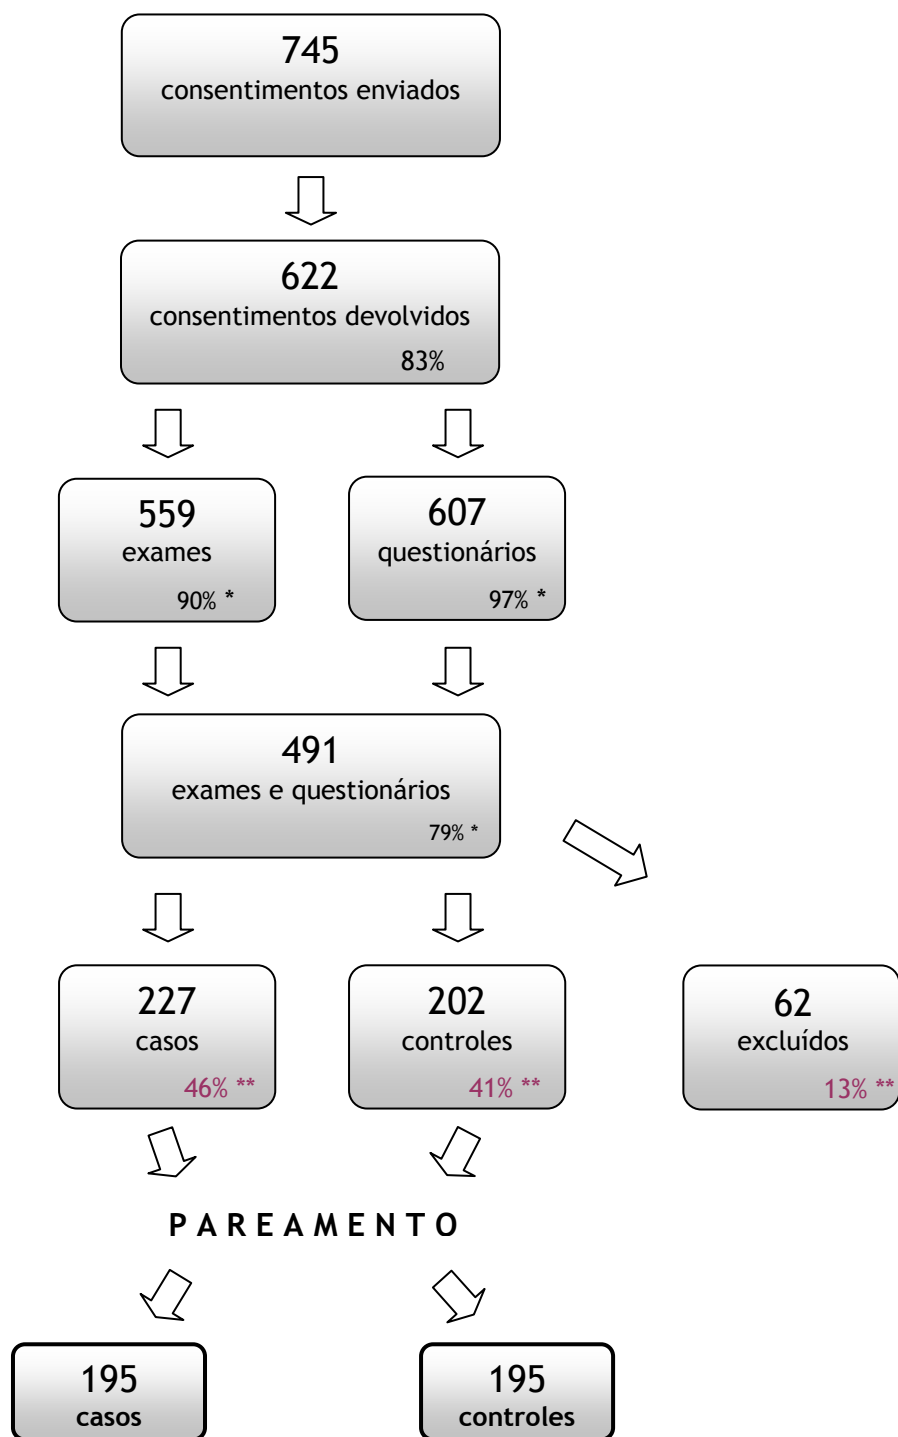 745
consentimentos enviados
622
consentimentos devolvidos
83%
559
exames
90% *
607
questionários
97% *
491
exames e questionários
79% *
227
casos
46% **
202
controles
41% **
62
excluídos
13% **
P A R E A M E N T O
195
casos
195
controles